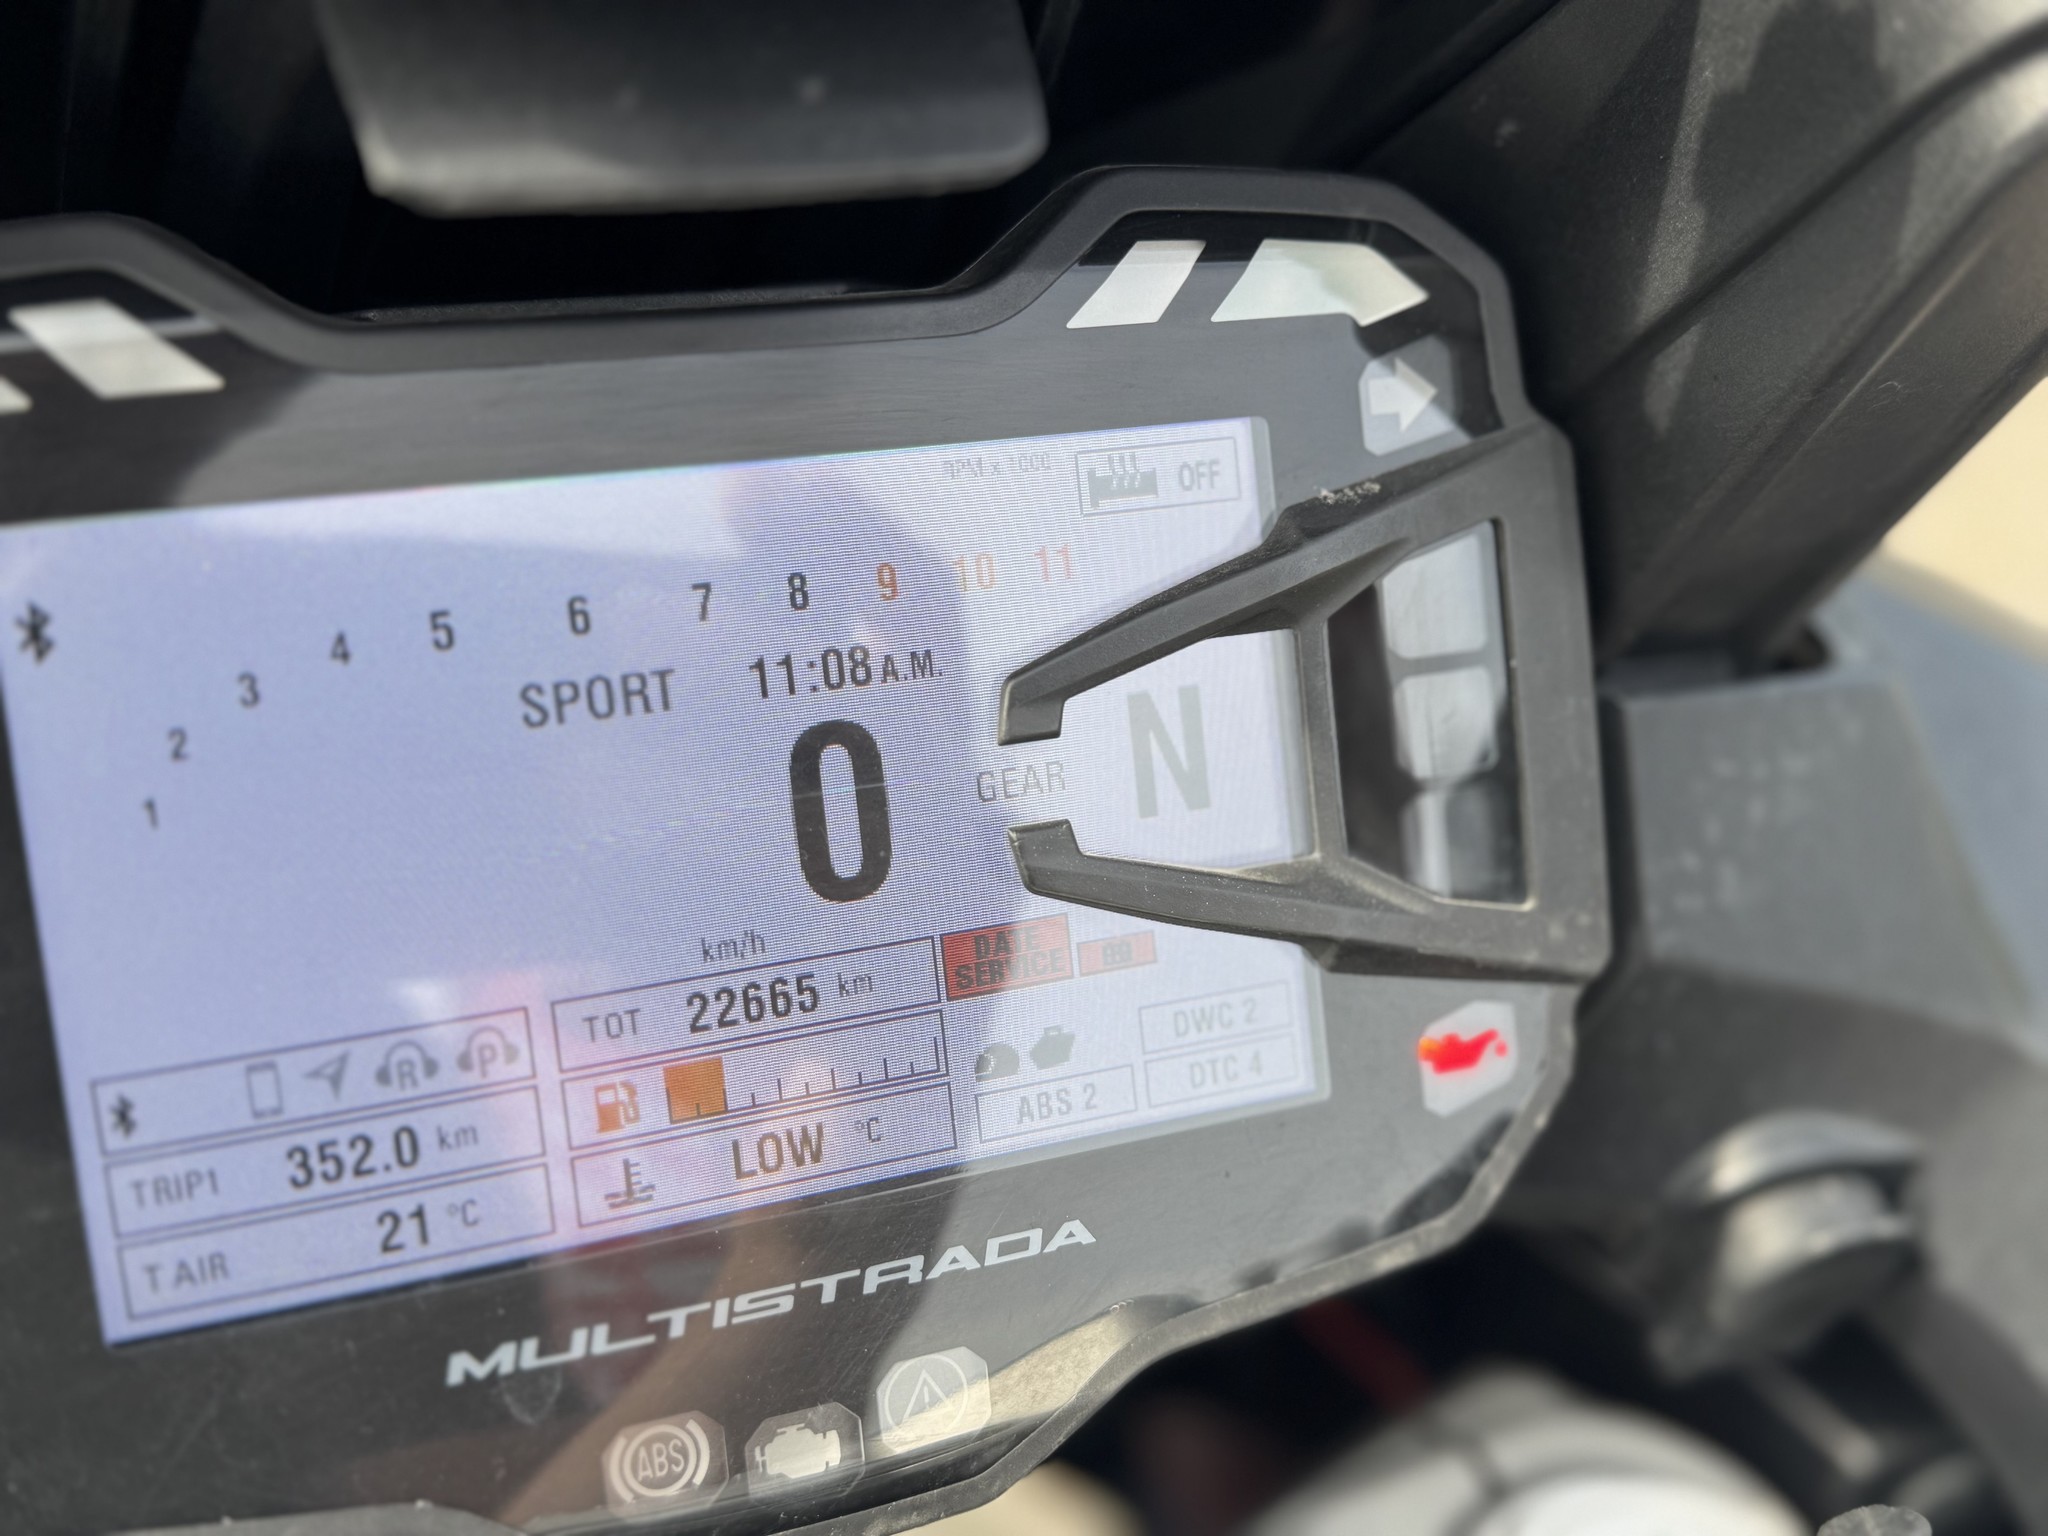 RPM x 1000
OFF
1 2 3 4 5 6 7 8 9 10 11
SPORT 11:08 A.M.
0
GEAR N
km/h
DATE
SERVICE
TOT 22665 km
R P
DWC 2
TRIP1 352.0 km
ABS 2 DTC 4
LOW °C
T AIR 21 °C
MULTISTRADA
ABS